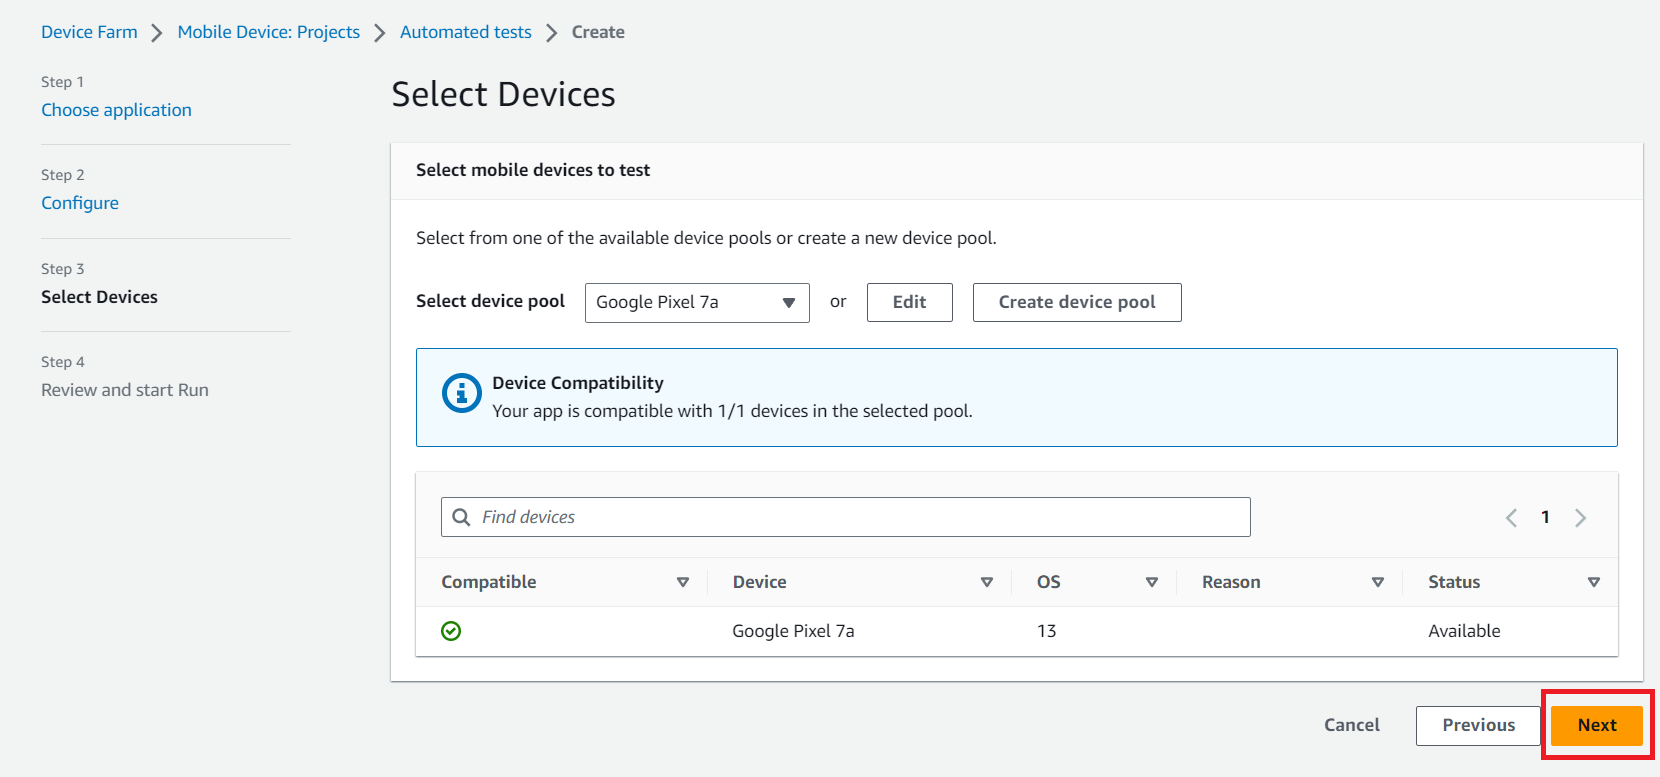 Device Farm > Mobile Device: Projects > Automated tests > Create
Step 1
Choose application
Step 2
Configure
Step 3
Select Devices
Step 4
Review and start Run
Select Devices
Select mobile devices to test
Select from one of the available device pools or create a new device pool.
Select device pool Google Pixel 7a or Edit Create device pool
Device Compatibility
Your app is compatible with 1/1 devices in the selected pool.
Find devices 1
Compatible Device OS Reason Status
Google Pixel 7a 13 Available
Cancel Previous Next